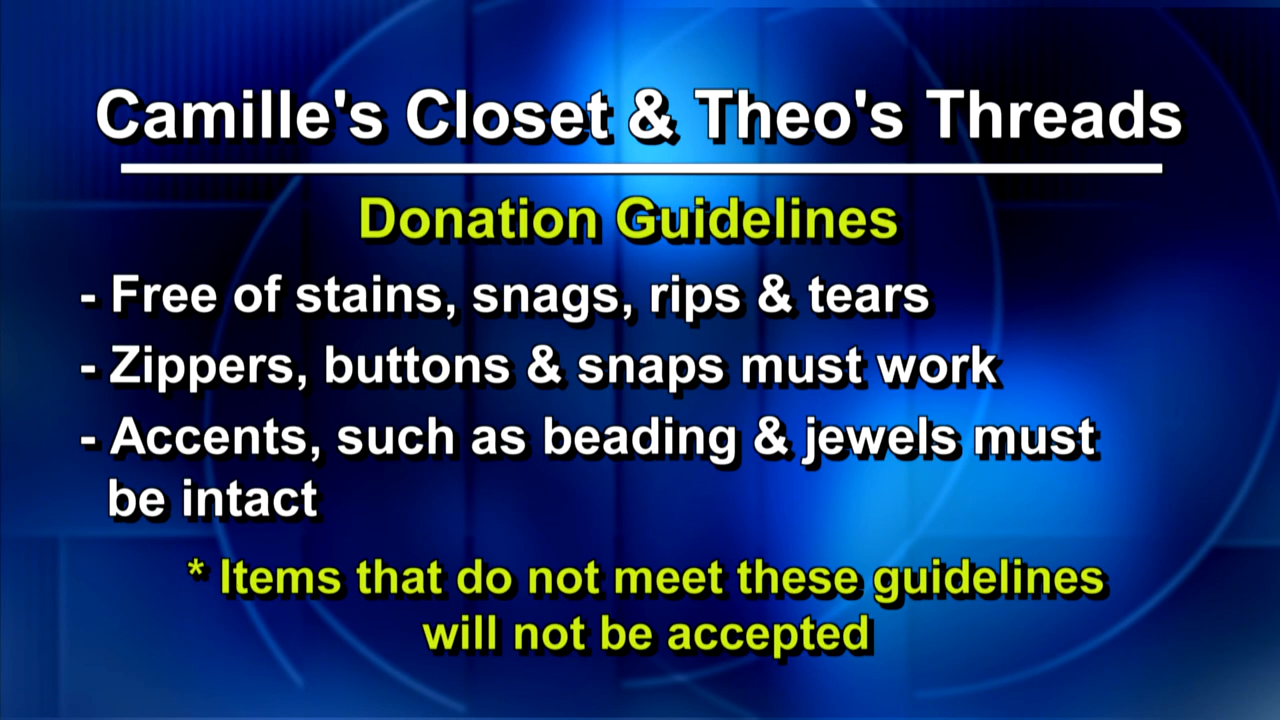 Camille's Closet & Theo's Threads
Donation Guidelines
- Free of stains, snags, rips & tears
- Zippers, buttons & snaps must work
- Accents, such as beading & jewels must
be intact
* Items that do not meet these guidelines
will not be accepted